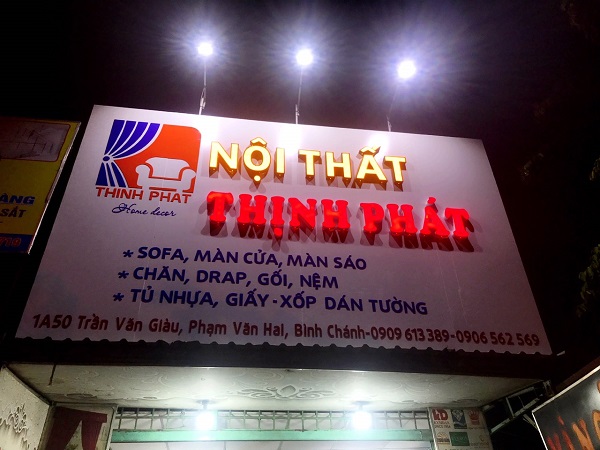 NỘI THẤT
THỊNH PHÁT
THINH PHAT
Home decor
* SOFA, MÀN CỬA, MÀN SÁO
* CHĂN, DRAP, GỐI, NỆM
* TỦ NHỰA, GIẤY - XỐP DÁN TƯỜNG
1A50 Trần Văn Giàu, Phạm Văn Hai, Bình Chánh-0909 613 389-0906 562 569
ÀNG
SẮT